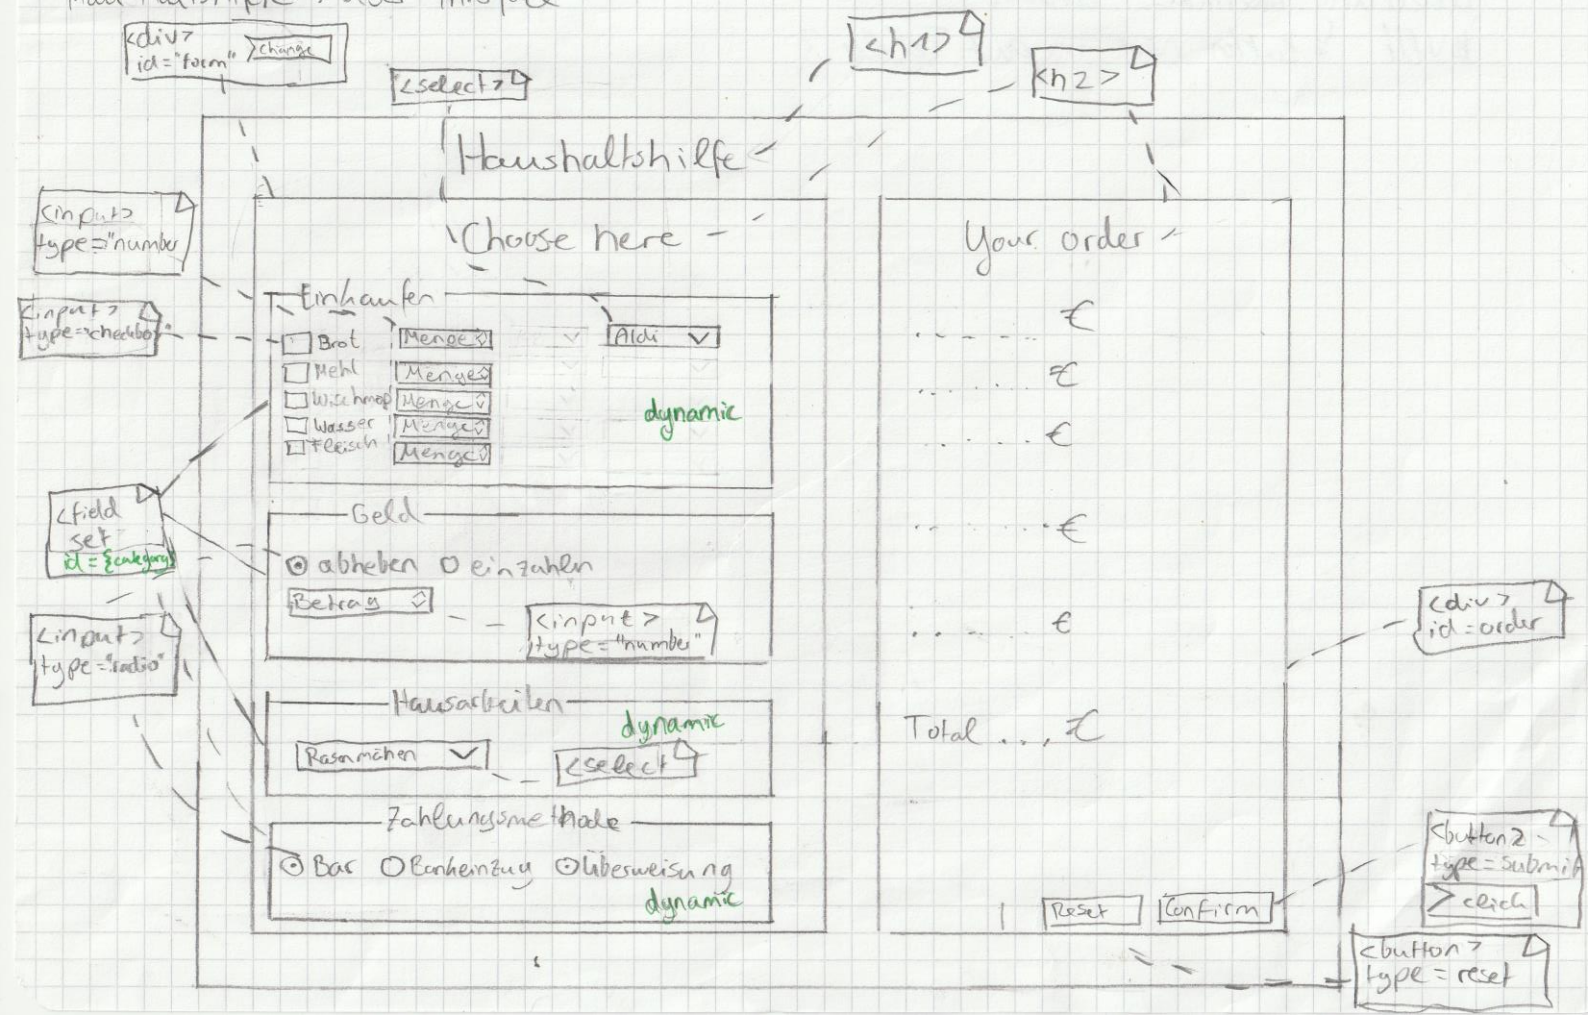 <div>
id="form" change
<select>
<h1>
<h2>
Haushaltshilfe
<input>
type="number
Choose here
Your order
<input>
type="checkbox"
Einkaufen
Brot Menge Aldi
Mehl Menge
Wischmop Menge
Wasser Menge
Fleisch Menge
dynamic
€
€
€
€
€
<field
set
id={category}
Geld
abheben einzahlen
Betrag
<input>
type="number"
<input>
type="radio"
<div>
id=order
Hausarbeiten
dynamic
Rasenmähen
<select
Total ... €
Zahlungsmethode
Bar Bankeinzug Überweisung
dynamic
Reset Confirm
<button>
type=submit
click
<button>
type=reset